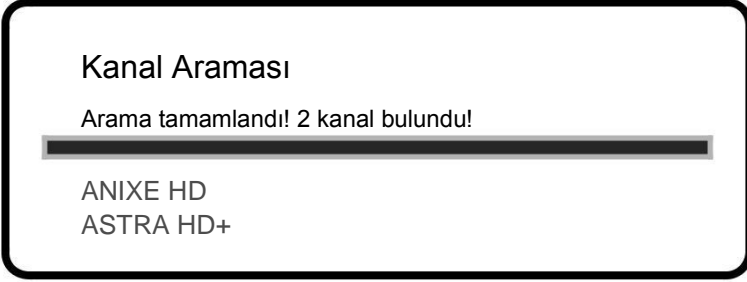 Kanal Araması
Arama tamamlandı! 2 kanal bulundu!
ANIXE HD
ASTRA HD+